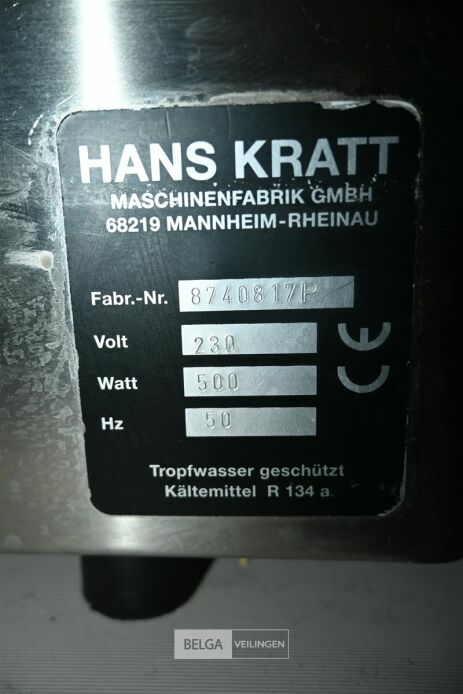 HANS KRATT
MASCHINENFABRIK GMBH
68219 MANNHEIM-RHEINAU
Fabr.-Nr. 8740817P
Volt 230
Watt 500
Hz 50
CE
Tropfwasser geschützt
Kältemittel R 134 a.
BELGA VEILINGEN